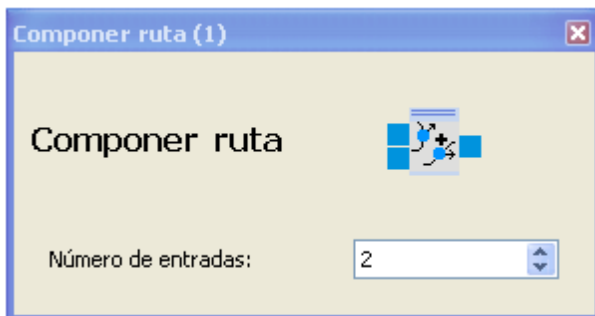 Componer ruta (1)
Componer ruta
Número de entradas: 2